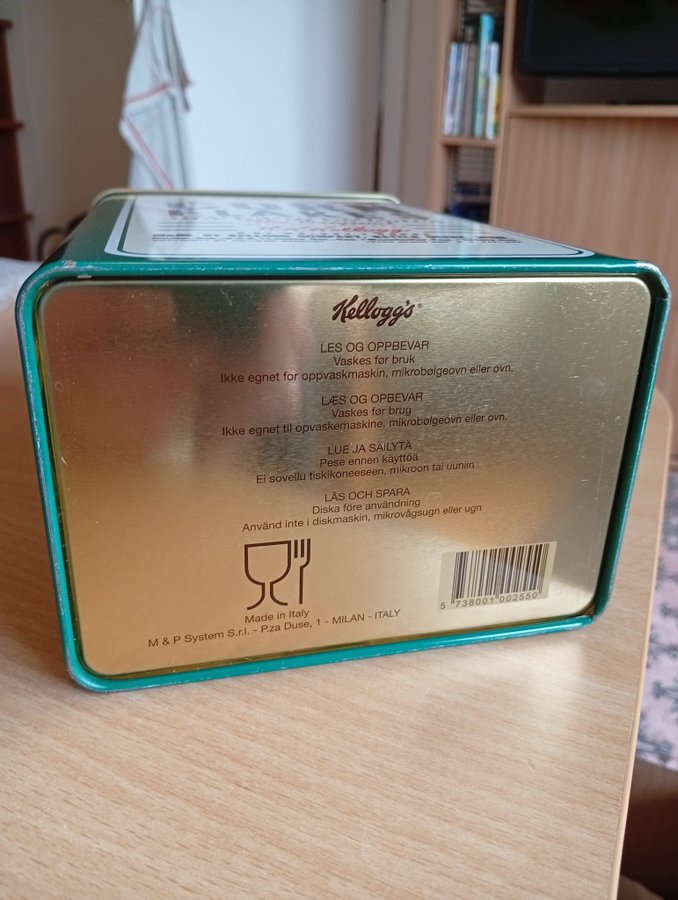 Kellogg's®
LES OG OPPBEVAR
Vaskes før bruk
Ikke egnet for oppvaskmaskin, mikrobølgeovn eller ovn.
LÆS OG OPBEVAR
Vaskes før brug
Ikke egnet til opvaskemaskine, mikrobølgeovn eller ovn.
LUE JA SÄILYTÄ
Pese ennen käyttöä
Ei sovellu tiskikoneeseen, mikroon tai uuniin
LÄS OCH SPARA
Diska före användning
Använd inte i diskmaskin, mikrovågsugn eller ugn
Made in Italy
M & P System S.r.l. - P.za Duse, 1 - MILAN - ITALY
5 738001 002550